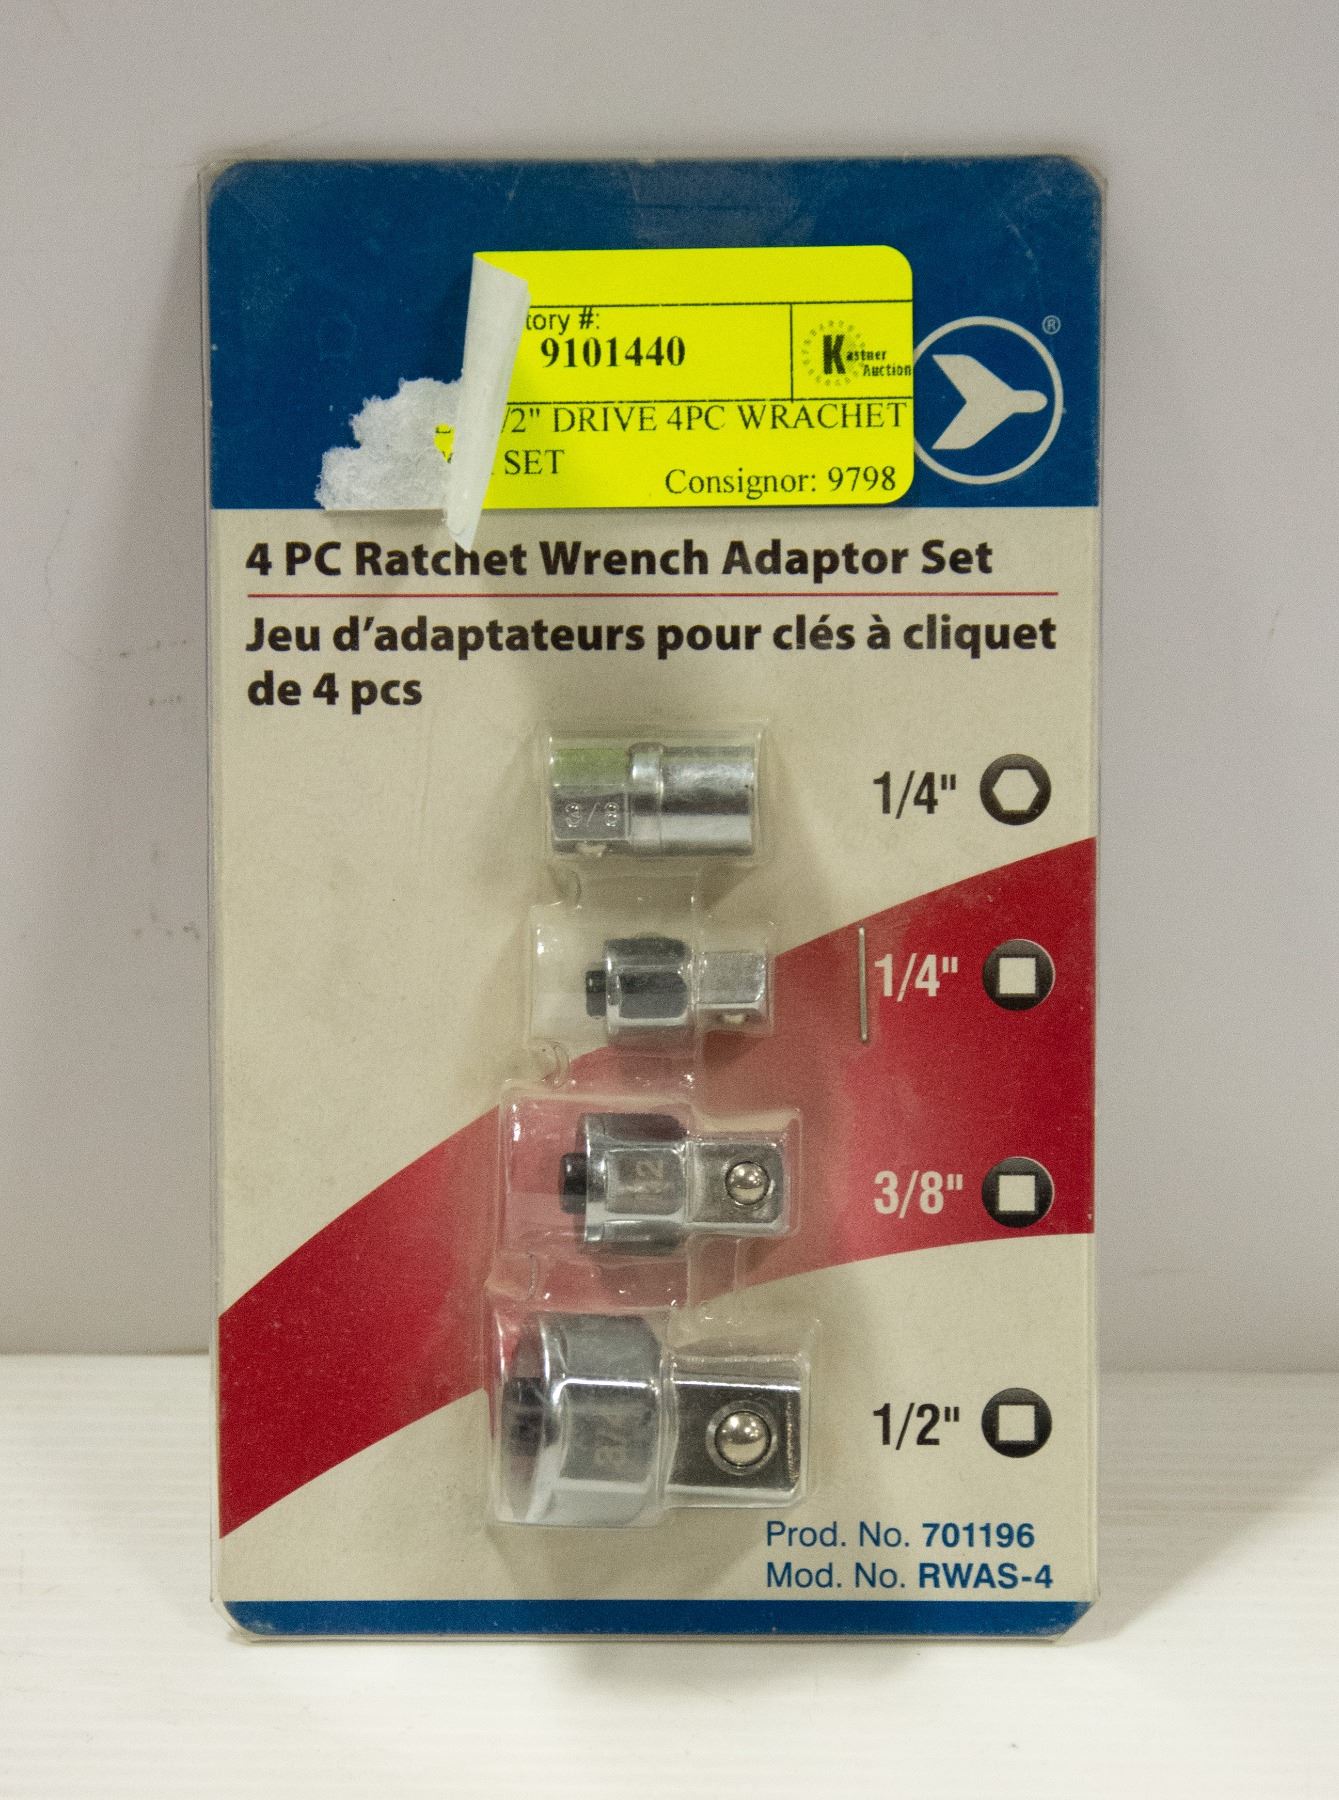 tory #:
9101440
Kastner
Auction
/2" DRIVE 4PC WRACHET
SET
Consignor: 9798
®
4 PC Ratchet Wrench Adaptor Set
Jeu d'adaptateurs pour clés à cliquet
de 4 pcs
3/8
1/4"
1/4"
3/8"
1/2"
Prod. No. 701196
Mod. No. RWAS-4